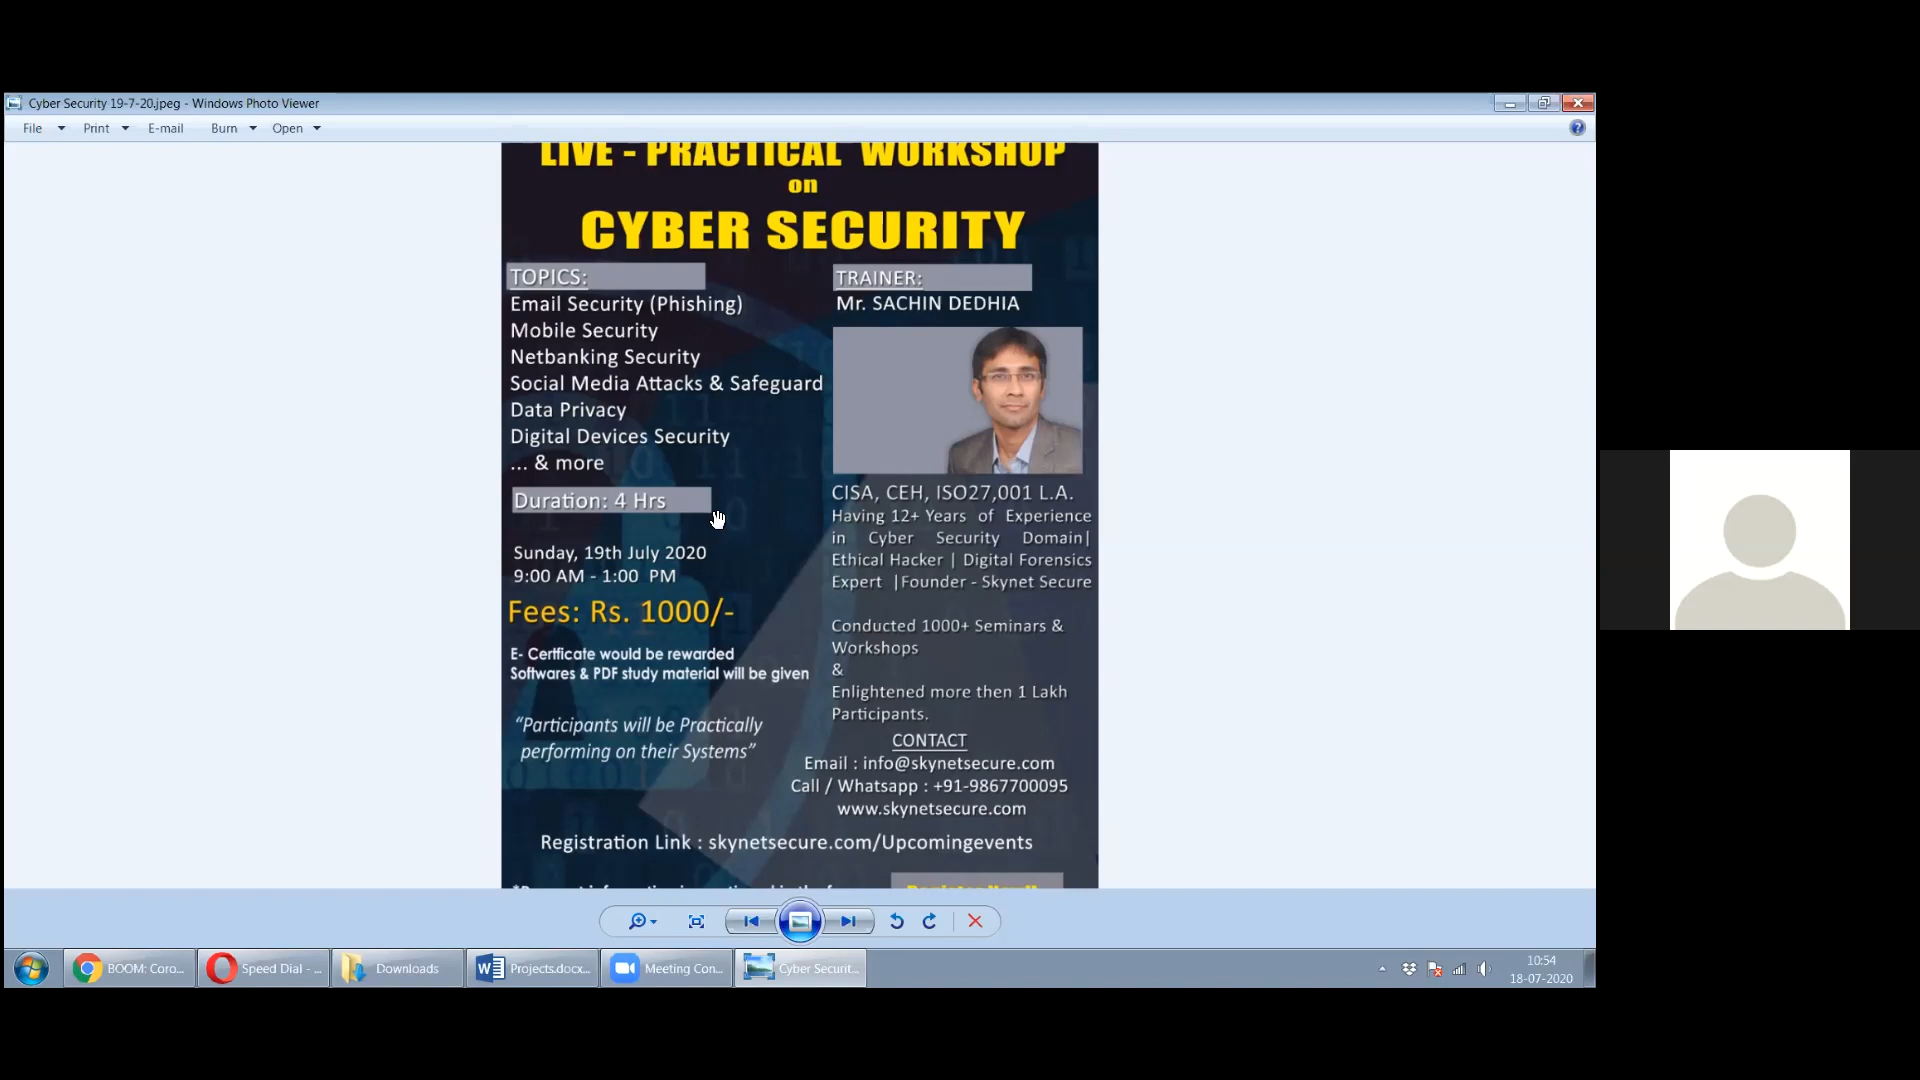 Cyber Security 19-7-20.jpeg - Windows Photo Viewer
File Print E-mail Burn Open
LIVE - PRACTICAL WORKSHOP
on
CYBER SECURITY
TOPICS:
Email Security (Phishing)
Mobile Security
Netbanking Security
Social Media Attacks & Safeguard
Data Privacy
Digital Devices Security
... & more
Duration: 4 Hrs
Sunday, 19th July 2020
9:00 AM - 1:00 PM
Fees: Rs. 1000/-
E- Certficate would be rewarded
Softwares & PDF study material will be given
“Participants will be Practically
performing on their Systems”
TRAINER:
Mr. SACHIN DEDHIA
CISA, CEH, ISO27,001 L.A.
Having 12+ Years of Experience
in Cyber Security Domain|
Ethical Hacker | Digital Forensics
Expert |Founder - Skynet Secure
Conducted 1000+ Seminars &
Workshops
&
Enlightened more then 1 Lakh
Participants.
CONTACT
Email : info@skynetsecure.com
Call / Whatsapp : +91-9867700095
www.skynetsecure.com
Registration Link : skynetsecure.com/Upcomingevents
BOOM: Coro... Speed Dial - ... Downloads Projects.docx... Meeting Con... Cyber Securit...
10:54
18-07-2020